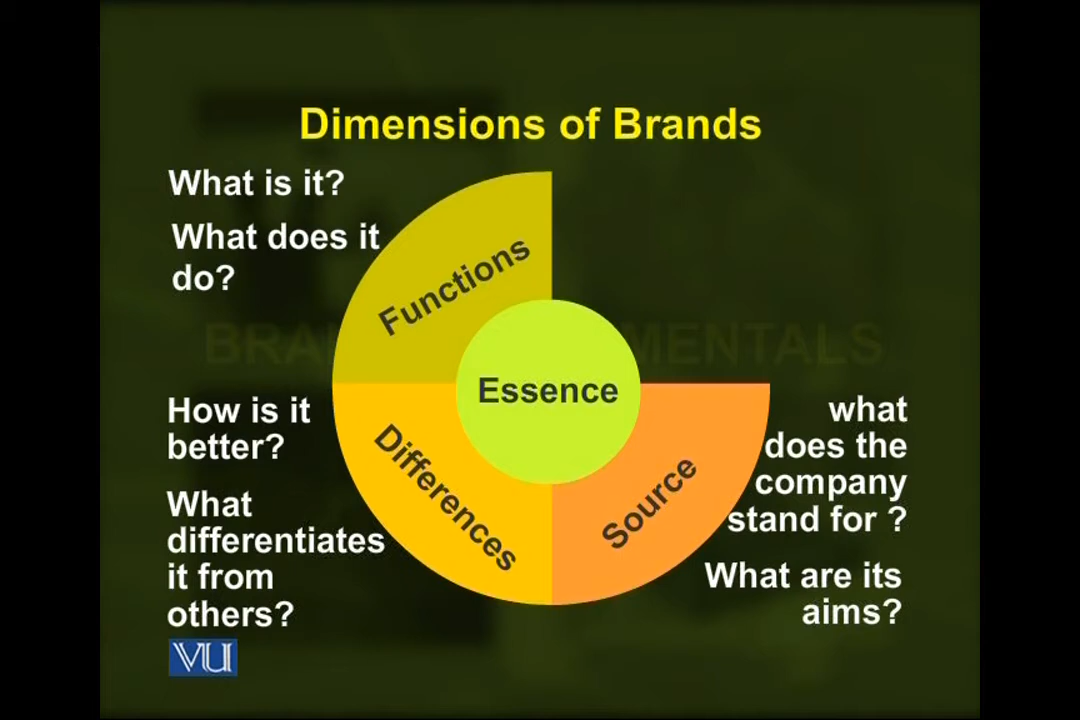 Dimensions of Brands
What is it?
What does it
do?
Functions
Essence
How is it
better?
Differences
What
differentiates
it from
others?
Source
what
does the
company
stand for ?
What are its
aims?
VU